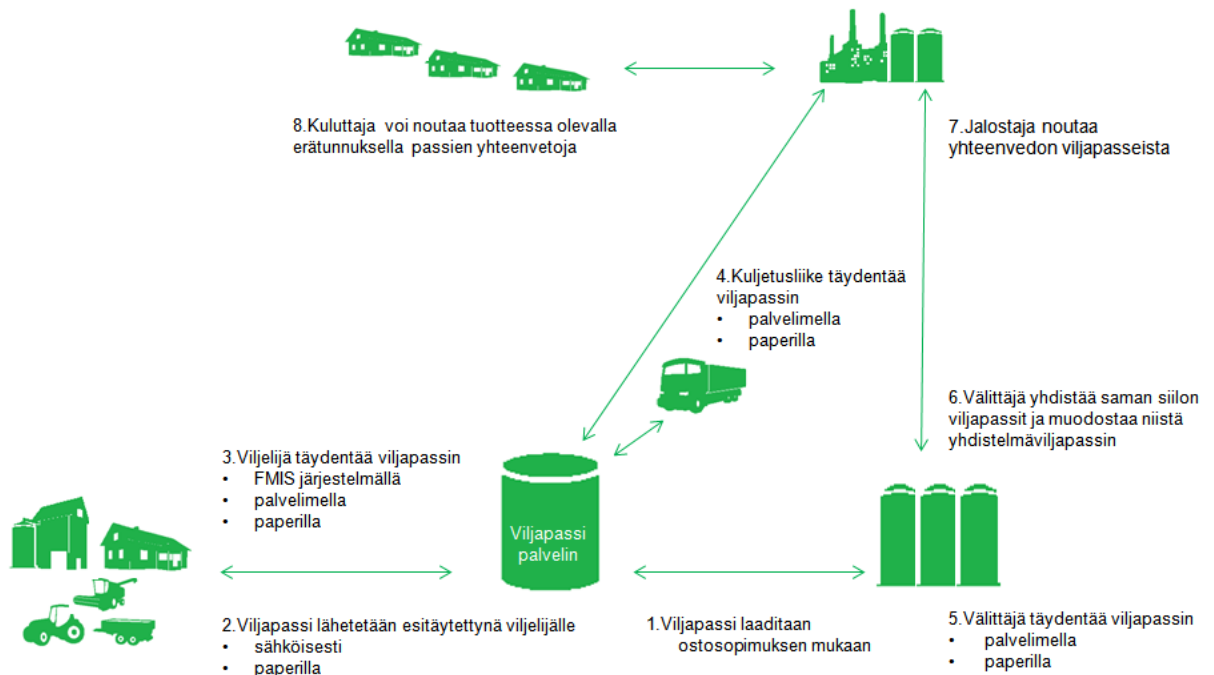 8.Kuluttaja voi noutaa tuotteessa olevalla
erätunnuksella passien yhteenvetoja
7.Jalostaja noutaa
yhteenvedon viljapasseista
4.Kuljetusliike täydentää
viljapassin
• palvelimella
• paperilla
6.Välittäjä yhdistää saman siilon
viljapassit ja muodostaa niistä
yhdistelmäviljapassin
3.Viljelijä täydentää viljapassin
• FMIS järjestelmällä
• palvelimella
• paperilla
Viljapassi
palvelin
2.Viljapassi lähetetään esitäytettynä viljelijälle
• sähköisesti
• paperilla
1.Viljapassi laaditaan
ostosopimuksen mukaan
5.Välittäjä täydentää viljapassin
• palvelimella
• paperilla